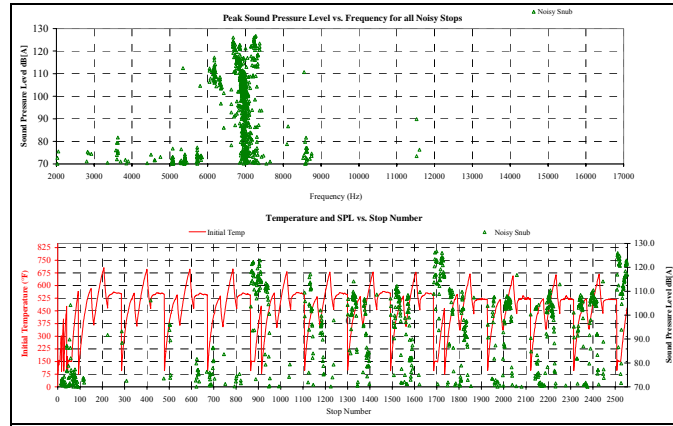 Peak Sound Pressure Level vs. Frequency for all Noisy Stops
Noisy Snub
Sound Pressure Level dB[A]
130
120
110
100
90
80
70
2000 3000 4000 5000 6000 7000 8000 9000 10000 11000 12000 13000 14000 15000 16000 17000
Frequency (Hz)
Temperature and SPL vs. Stop Number
Initial Temp Noisy Snub
Initial Temperature (°F)
825
750
675
600
525
450
375
300
225
150
75
0
130.0
120.0
110.0
100.0
90.0
80.0
70.0
Sound Pressure Level dB[A]
0 100 200 300 400 500 600 700 800 900 1000 1100 1200 1300 1400 1500 1600 1700 1800 1900 2000 2100 2200 2300 2400 2500
Stop Number